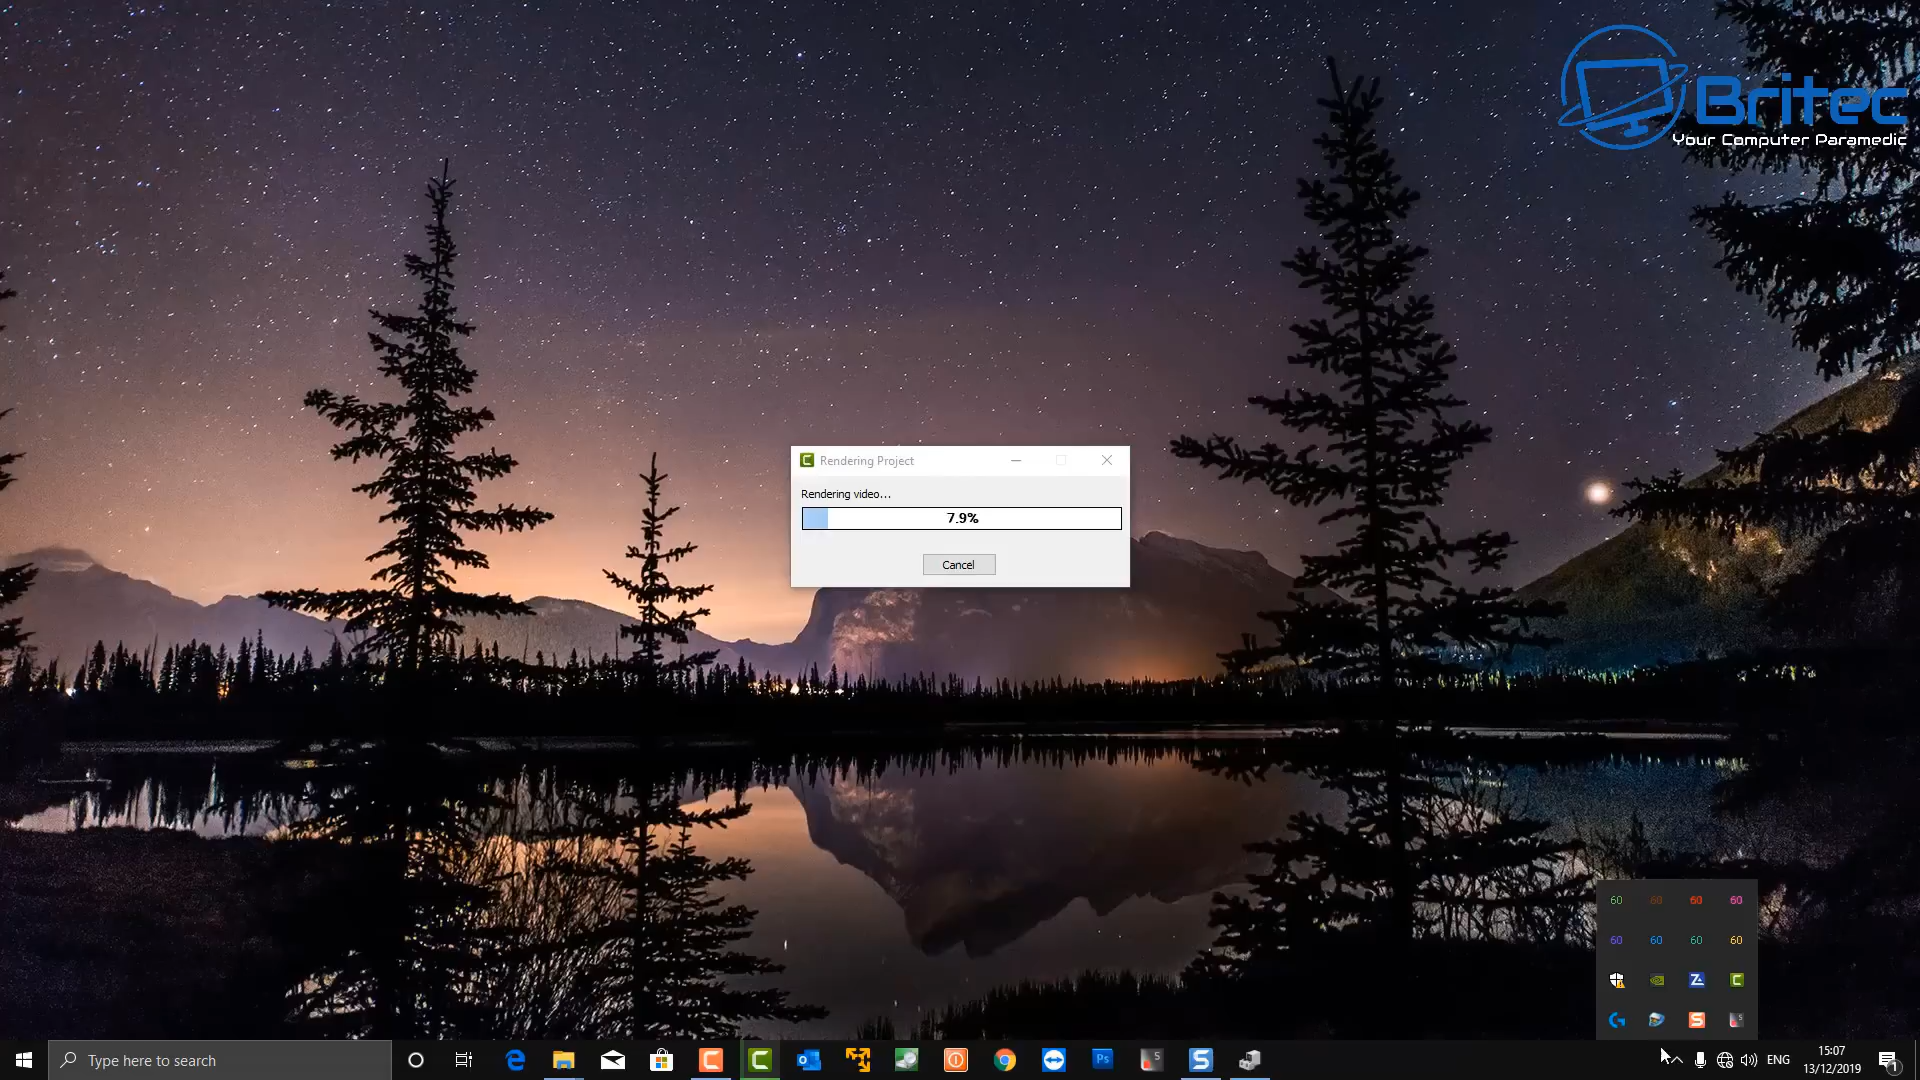 Britec
Your Computer Paramedic
Rendering Project
Rendering video...
7.9%
Cancel
60 60 60 60
60 60 60 60
Type here to search
ENG
15:07
13/12/2019
1